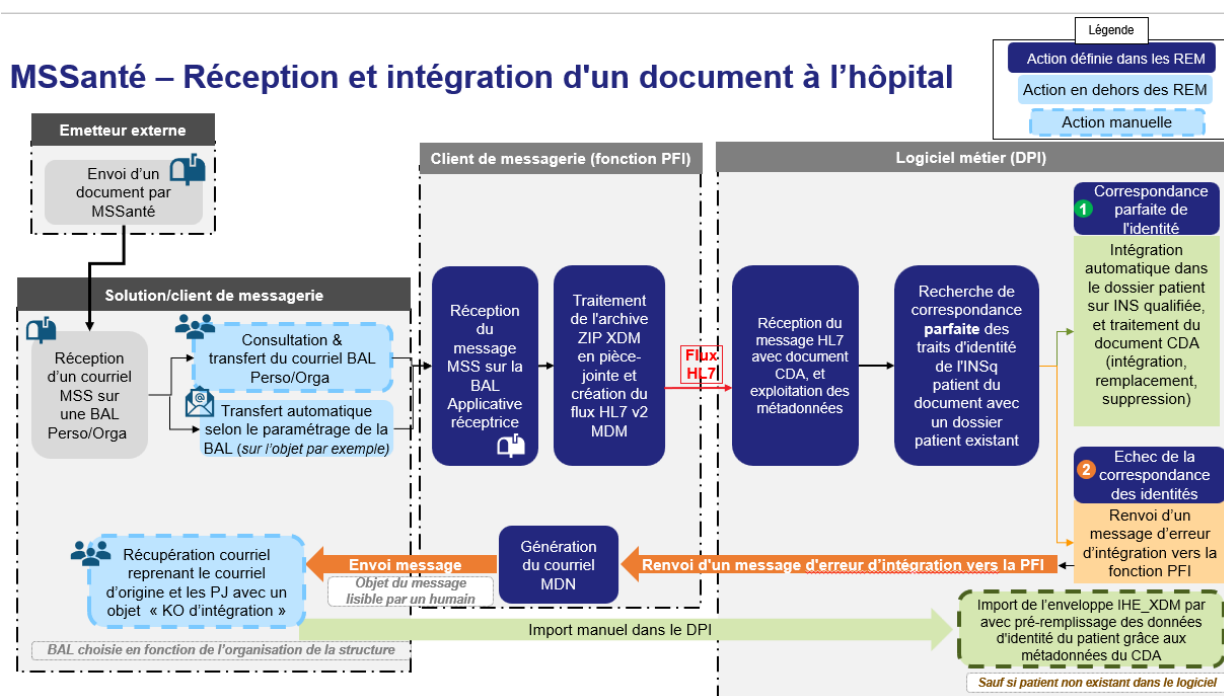 Légende
Action définie dans les REM
Action en dehors des REM
Action manuelle
MSSanté – Réception et intégration d'un document à l’hôpital
Emetteur externe
Envoi d’un
document par
MSSanté
Solution/client de messagerie
Réception
d’un courriel
MSS sur
une BAL
Perso/Orga
Consultation &
transfert du courriel BAL
Perso/Orga
Transfert automatique
selon le paramétrage de la
BAL (sur l’objet par exemple)
Client de messagerie (fonction PFI)
Réception
du
message
MSS sur la
BAL
Applicative
réceptrice
Traitement
de l'archive
ZIP XDM
en pièce-
jointe et
création du
flux HL7 v2
MDM
Flux
HL7
Logiciel métier (DPI)
Réception du
message HL7
avec document
CDA, et
exploitation des
métadonnées
Recherche de
correspondance
parfaite des
traits d'identité
de l'INSq
patient du
document avec
un dossier
patient existant
1
Correspondance
parfaite de
l'identité
Intégration
automatique dans
le dossier patient
sur INS qualifiée,
et traitement du
document CDA
(intégration,
remplacement,
suppression)
2
Echec de la
correspondance
des identités
Renvoi d’un
message d’erreur
d’intégration vers la
fonction PFI
Renvoi d'un message d'erreur d’intégration vers la PFI
Génération
du courriel
MDN
Envoi message
Objet du message
lisible par un humain
Récupération courriel
reprenant le courriel
d’origine et les PJ avec un
objet « KO d’intégration »
BAL choisie en fonction de l’organisation de la structure
Import manuel dans le DPI
Import de l’enveloppe IHE_XDM par
avec pré-remplissage des données
d’identité du patient grâce aux
métadonnées du CDA
Sauf si patient non existant dans le logiciel